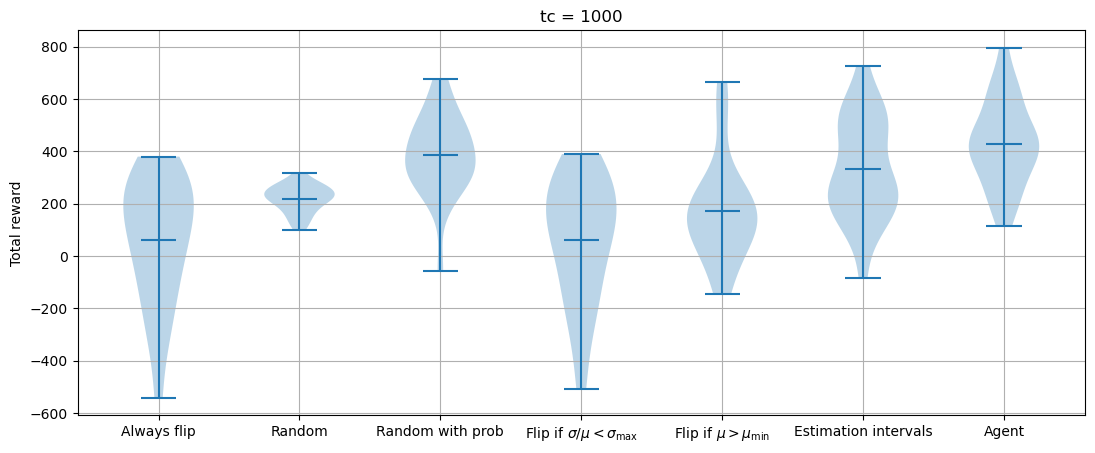 tc = 1000
Total reward
800
600
400
200
0
−200
−400
−600
Always flip
Random
Random with prob
Flip if σ/μ < σmax
Flip if μ > μmin
Estimation intervals
Agent